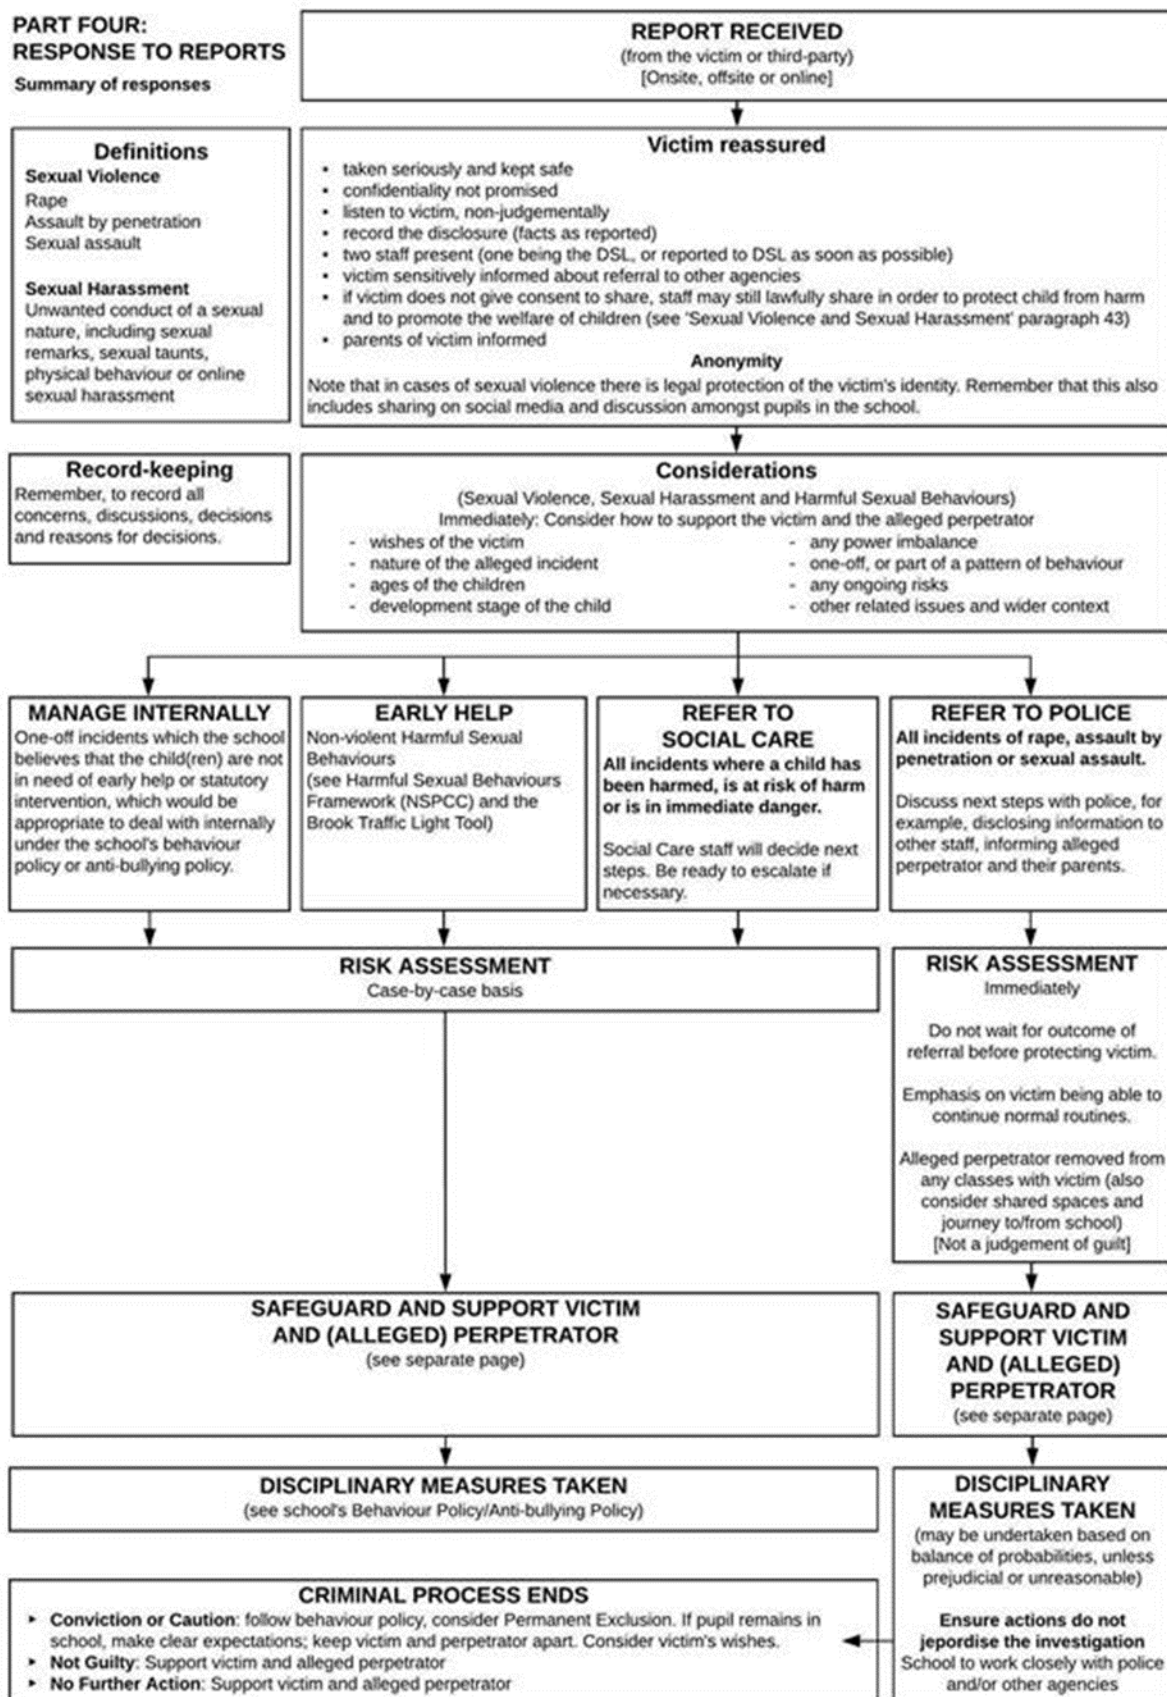 PART FOUR:
RESPONSE TO REPORTS
Summary of responses
REPORT RECEIVED
(from the victim or third-party)
[Onsite, offsite or online]
Definitions
Sexual Violence
Rape
Assault by penetration
Sexual assault
Sexual Harassment
Unwanted conduct of a sexual
nature, including sexual
remarks, sexual taunts,
physical behaviour or online
sexual harassment
Victim reassured
• taken seriously and kept safe
• confidentiality not promised
• listen to victim, non-judgementally
• record the disclosure (facts as reported)
• two staff present (one being the DSL, or reported to DSL as soon as possible)
• victim sensitively informed about referral to other agencies
• if victim does not give consent to share, staff may still lawfully share in order to protect child from harm
and to promote the welfare of children (see 'Sexual Violence and Sexual Harassment' paragraph 43)
• parents of victim informed
Anonymity
Note that in cases of sexual violence there is legal protection of the victim's identity. Remember that this also
includes sharing on social media and discussion amongst pupils in the school.
Record-keeping
Remember, to record all
concerns, discussions, decisions
and reasons for decisions.
Considerations
(Sexual Violence, Sexual Harassment and Harmful Sexual Behaviours)
Immediately: Consider how to support the victim and the alleged perpetrator
- wishes of the victim
- nature of the alleged incident
- ages of the children
- development stage of the child
- any power imbalance
- one-off, or part of a pattern of behaviour
- any ongoing risks
- other related issues and wider context
MANAGE INTERNALLY
One-off incidents which the school
believes that the child(ren) are not
in need of early help or statutory
intervention, which would be
appropriate to deal with internally
under the school's behaviour
policy or anti-bullying policy.
EARLY HELP
Non-violent Harmful Sexual
Behaviours
(see Harmful Sexual Behaviours
Framework (NSPCC) and the
Brook Traffic Light Tool)
REFER TO
SOCIAL CARE
All incidents where a child has
been harmed, is at risk of harm
or is in immediate danger.
Social Care staff will decide next
steps. Be ready to escalate if
necessary.
REFER TO POLICE
All incidents of rape, assault by
penetration or sexual assault.
Discuss next steps with police, for
example, disclosing information to
other staff, informing alleged
perpetrator and their parents.
RISK ASSESSMENT
Case-by-case basis
RISK ASSESSMENT
Immediately
Do not wait for outcome of
referral before protecting victim.
Emphasis on victim being able to
continue normal routines.
Alleged perpetrator removed from
any classes with victim (also
consider shared spaces and
journey to/from school)
[Not a judgement of guilt]
SAFEGUARD AND SUPPORT VICTIM
AND (ALLEGED) PERPETRATOR
(see separate page)
SAFEGUARD AND
SUPPORT VICTIM
AND (ALLEGED)
PERPETRATOR
(see separate page)
DISCIPLINARY MEASURES TAKEN
(see school's Behaviour Policy/Anti-bullying Policy)
DISCIPLINARY
MEASURES TAKEN
(may be undertaken based on
balance of probabilities, unless
prejudicial or unreasonable)
Ensure actions do not
jepordise the investigation
School to work closely with police
and/or other agencies
CRIMINAL PROCESS ENDS
‣ Conviction or Caution: follow behaviour policy, consider Permanent Exclusion. If pupil remains in
school, make clear expectations; keep victim and perpetrator apart. Consider victim's wishes.
‣ Not Guilty: Support victim and alleged perpetrator
‣ No Further Action: Support victim and alleged perpetrator